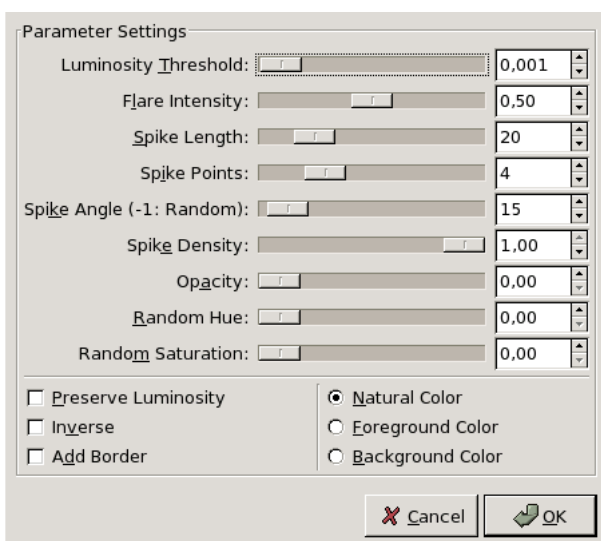 Parameter Settings
Luminosity Threshold: 0,001
Flare Intensity: 0,50
Spike Length: 20
Spike Points: 4
Spike Angle (-1: Random): 15
Spike Density: 1,00
Opacity: 0,00
Random Hue: 0,00
Random Saturation: 0,00
Preserve Luminosity
Inverse
Add Border
Natural Color
Foreground Color
Background Color
Cancel OK